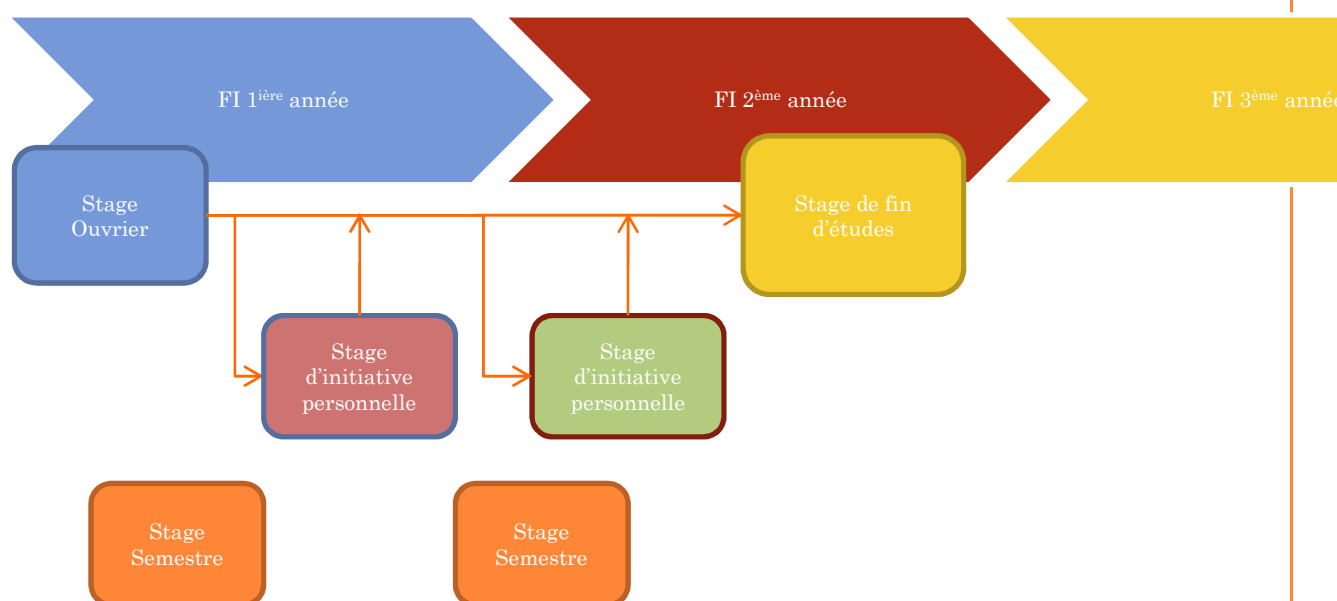 FI 1ière année
FI 2ème année
FI 3ème année
Stage
Ouvrier
Stage de fin
d'études
Stage
d'initiative
personnelle
Stage
d'initiative
personnelle
Stage
Semestre
Stage
Semestre